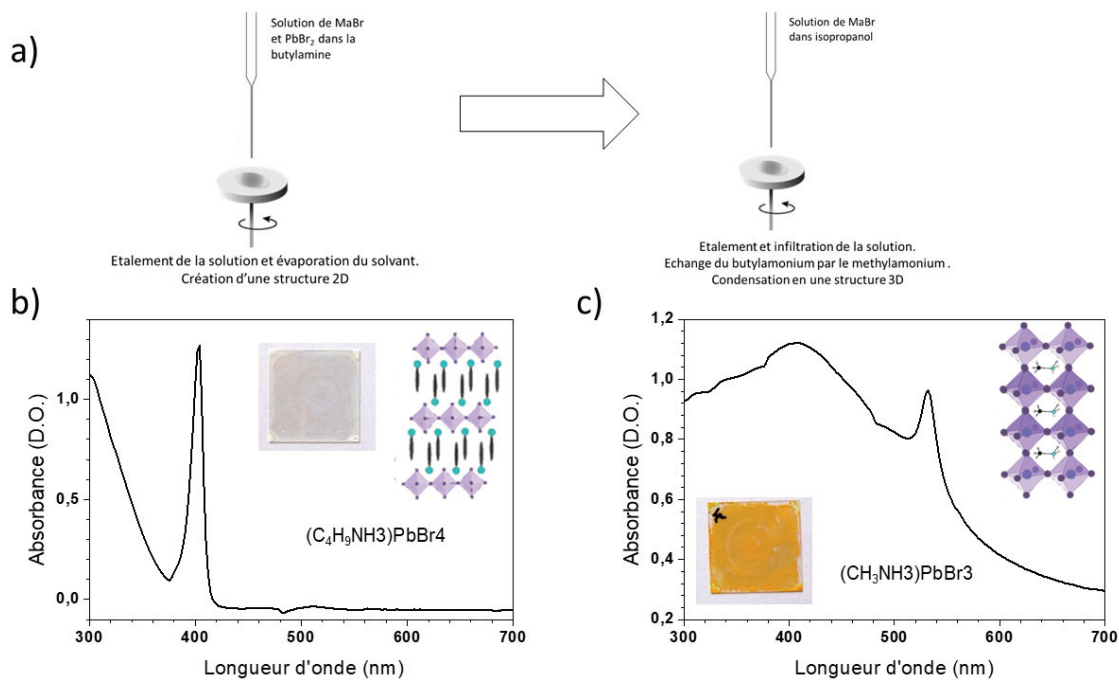 a)
Solution de MaBr
et PbBr₂ dans la
butylamine
Etalement de la solution et évaporation du solvant.
Création d'une structure 2D
Solution de MaBr
dans isopropanol
Etalement et infiltration de la solution.
Echange du butylamonium par le methylamonium .
Condensation en une structure 3D
b)
Absorbance (D.O.)
1,0
0,5
0,0
300
400
500
600
700
Longueur d'onde (nm)
(C₄H₉NH3)PbBr4
c)
Absorbance (D.O.)
1,2
1,0
0,8
0,6
0,4
0,2
300
400
500
600
700
Longueur d'onde (nm)
(CH₃NH3)PbBr3